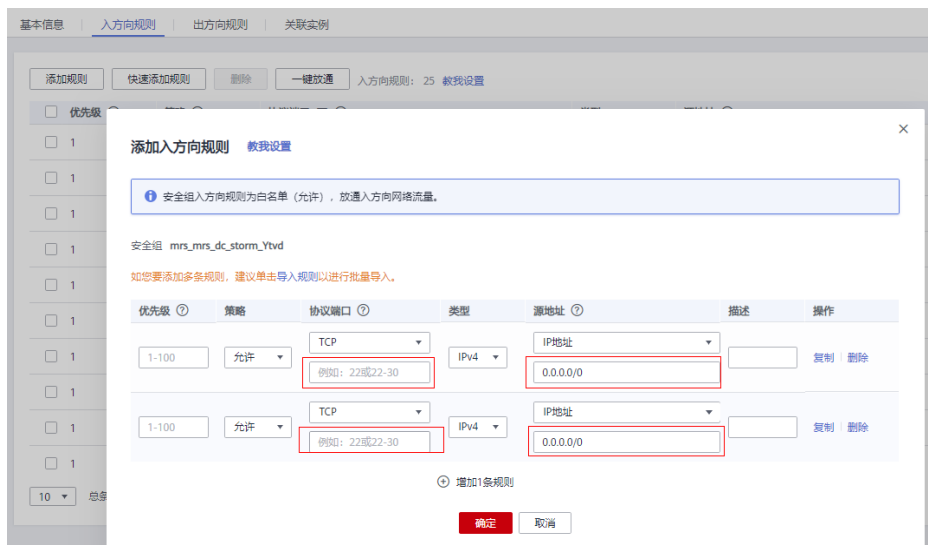 基本信息 入方向规则 出方向规则 关联实例
添加规则 快速添加规则 删除 一键放通 入方向规则: 25 教我设置
优先级
1
添加入方向规则 教我设置
1
安全组入方向规则为白名单（允许），放通入方向网络流量。
1
1
安全组 mrs_mrs_dc_storm_Ytvd
1
如您要添加多条规则，建议单击导入规则以进行批量导入。
1
优先级 策略 协议端口 类型 源地址 描述 操作
1
1-100 允许 TCP IPv4 IP地址 复制 删除
例如：22或22-30 0.0.0.0/0
1
1
1-100 允许 TCP IPv4 IP地址 复制 删除
例如：22或22-30 0.0.0.0/0
1
增加1条规则
10
确定 取消